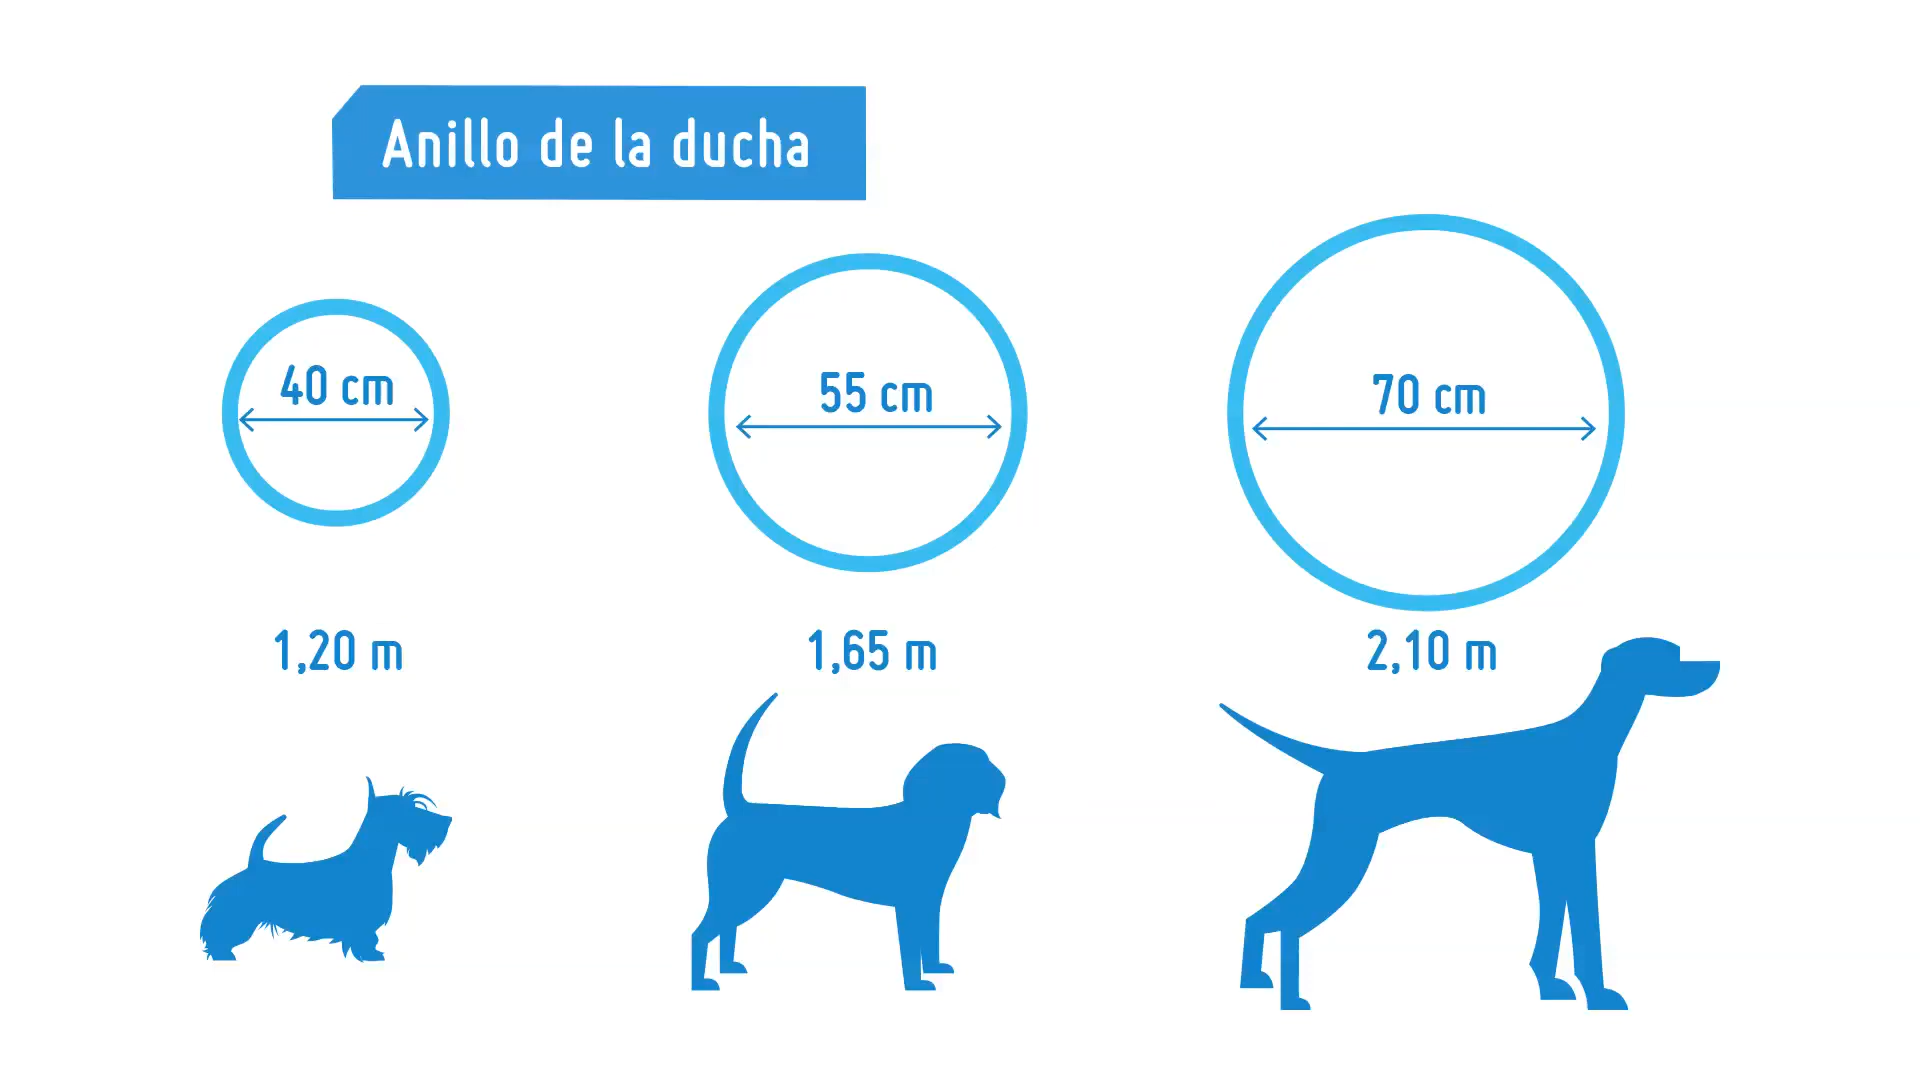 Anillo de la ducha
40 cm
55 cm
70 cm
1,20 m
1,65 m
2,10 m